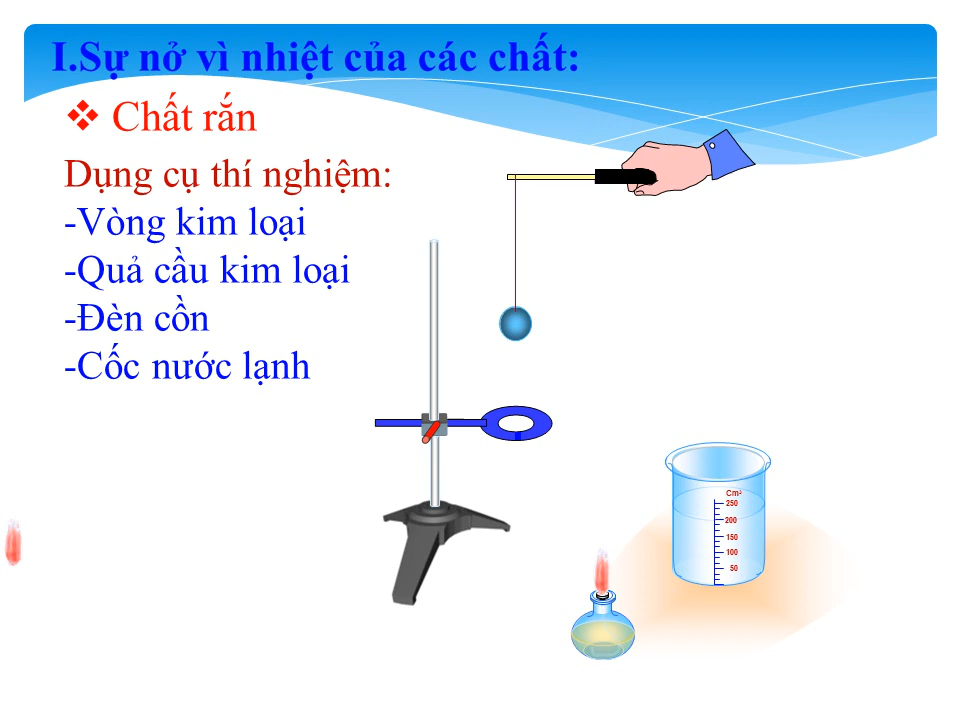 I.Sự nở vì nhiệt của các chất:
❖ Chất rắn
Dụng cụ thí nghiệm:
-Vòng kim loại
-Quả cầu kim loại
-Đèn cồn
-Cốc nước lạnh
Cm³
250
200
150
100
50